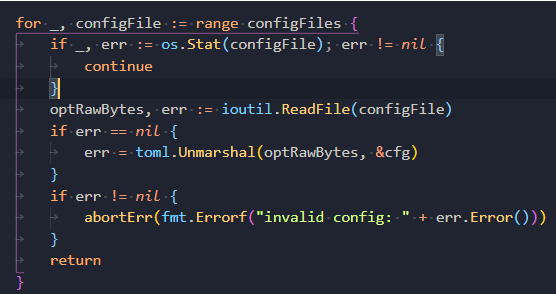 for _, configFile := range configFiles {
    if _, err := os.Stat(configFile); err != nil {
        continue
    }
    optRawBytes, err := ioutil.ReadFile(configFile)
    if err == nil {
        err = toml.Unmarshal(optRawBytes, &cfg)
    }
    if err != nil {
        abortErr(fmt.Errorf("invalid config: " + err.Error()))
    }
    return
}